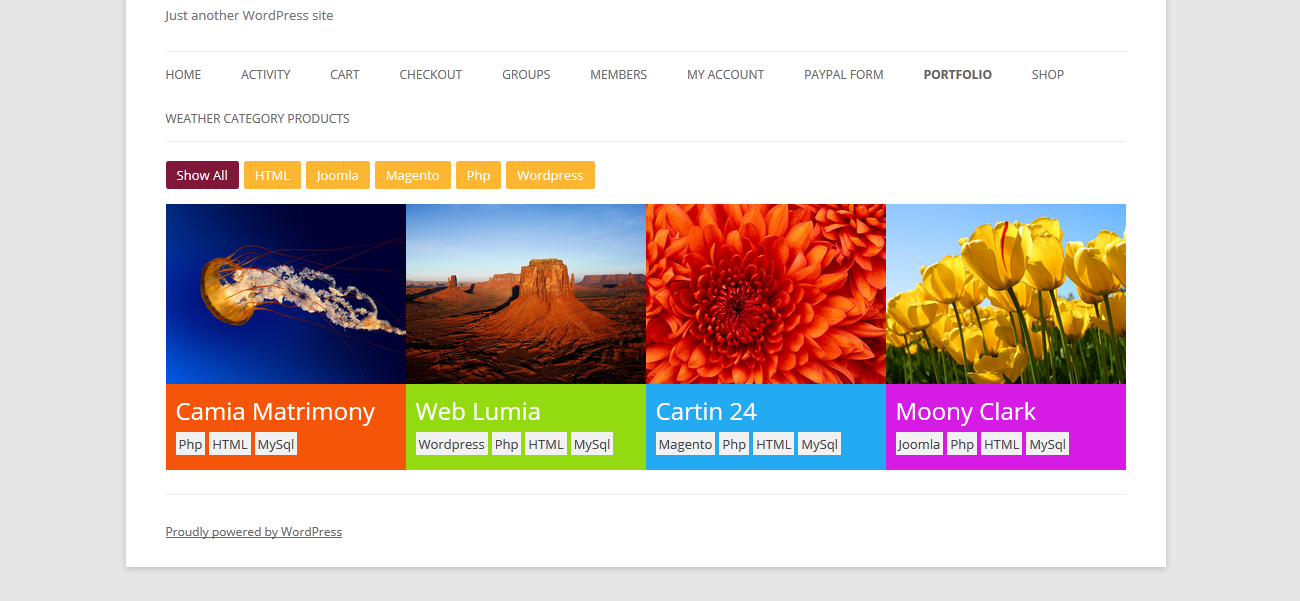 Just another WordPress site
HOME ACTIVITY CART CHECKOUT GROUPS MEMBERS MY ACCOUNT PAYPAL FORM PORTFOLIO SHOP
WEATHER CATEGORY PRODUCTS
Show All HTML Joomla Magento Php Wordpress
Camia Matrimony
Php HTML MySql
Web Lumia
Wordpress Php HTML MySql
Cartin 24
Magento Php HTML MySql
Moony Clark
Joomla Php HTML MySql
Proudly powered by WordPress